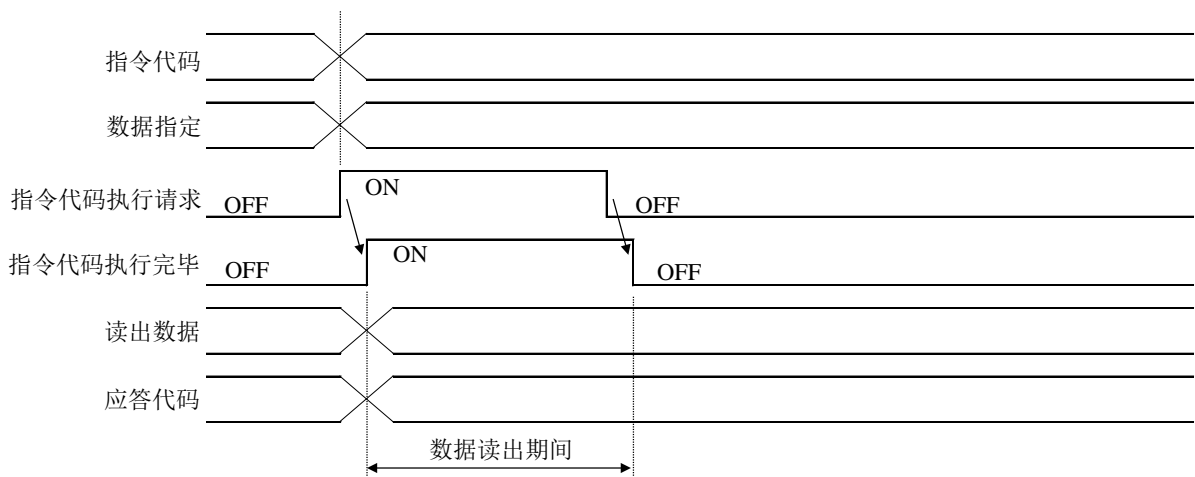 指令代码
数据指定
指令代码执行请求 OFF ON OFF
指令代码执行完毕 OFF ON OFF
读出数据
应答代码
数据读出期间